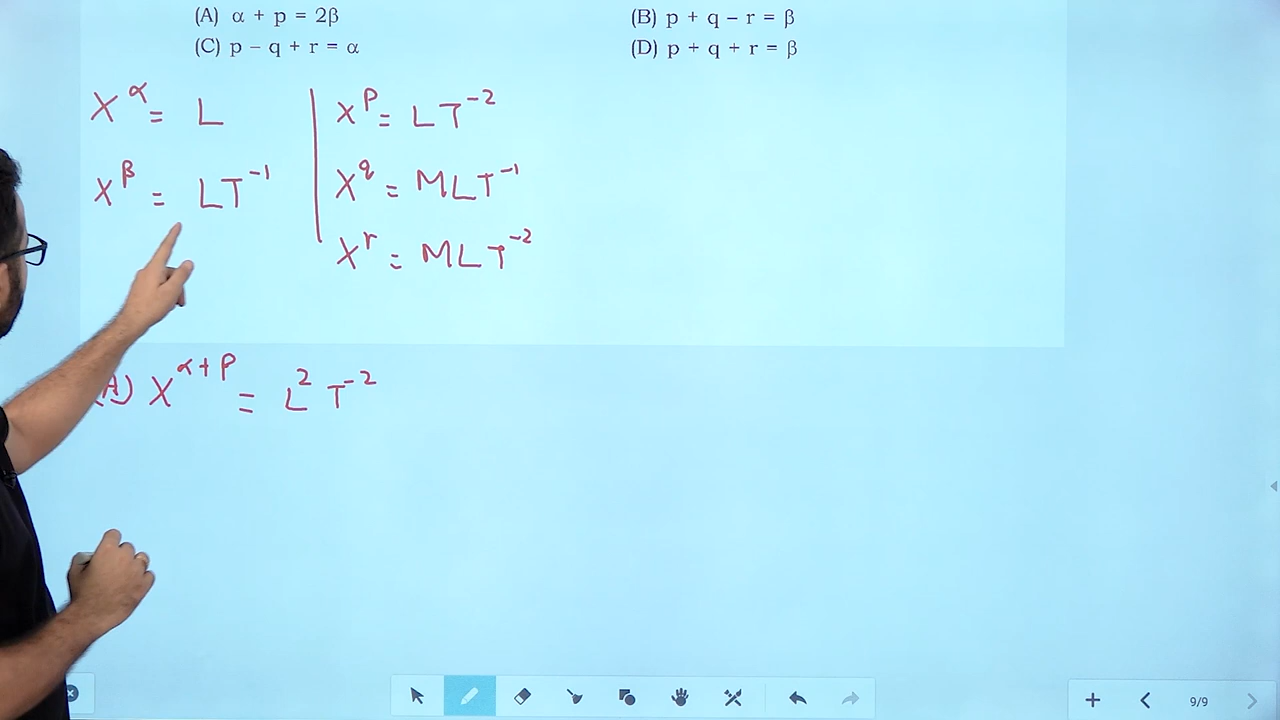 (A) α + p = 2β
(B) p + q − r = β
(C) p − q + r = α
(D) p + q + r = β
X^α = L
X^β = LT^-1
X^p = LT^-2
X^q = MLT^-1
X^r = MLT^-2
(A) X^α+p = L^2 T^-2
9/9